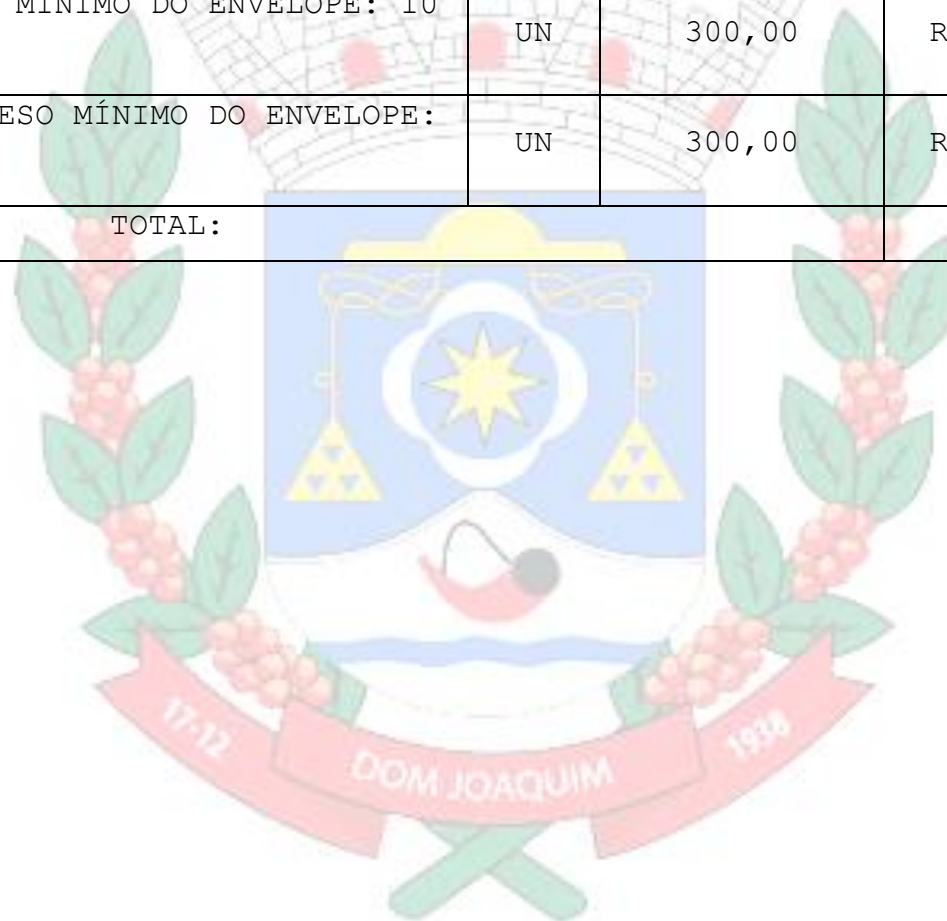 MÍNIMO DO ENVELOPE: 10
UN 300,00 R
ESO MÍNIMO DO ENVELOPE:
UN 300,00 R
TOTAL:
17-12 DOM JOAQUIM 1938